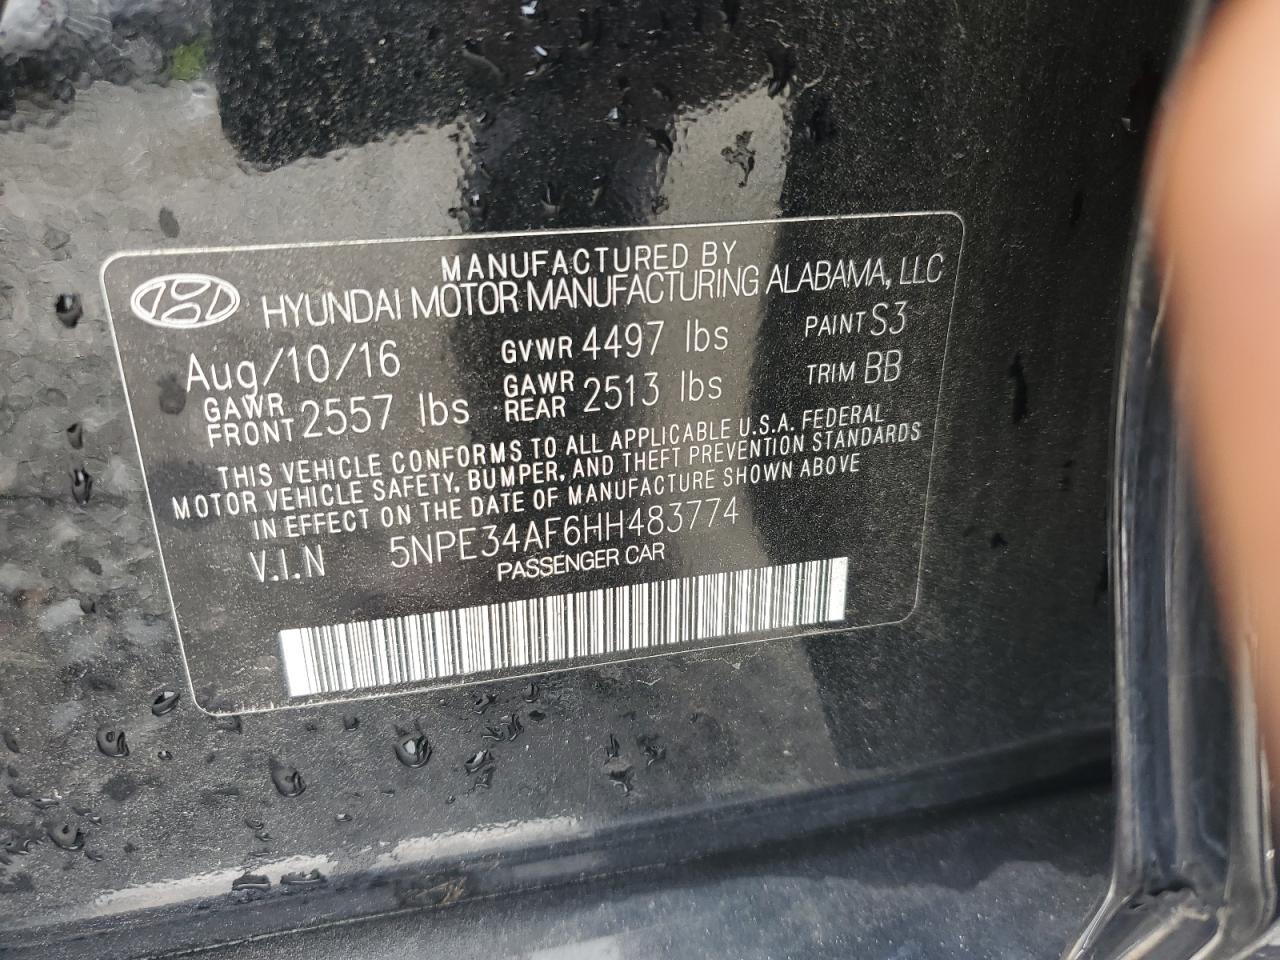 MANUFACTURED BY
HYUNDAI MOTOR MANUFACTURING ALABAMA, LLC
Aug/10/16 GVWR 4497 lbs PAINT S3
GAWR FRONT 2557 lbs GAWR REAR 2513 lbs TRIM BB
THIS VEHICLE CONFORMS TO ALL APPLICABLE U.S.A. FEDERAL
MOTOR VEHICLE SAFETY, BUMPER, AND THEFT PREVENTION STANDARDS
IN EFFECT ON THE DATE OF MANUFACTURE SHOWN ABOVE
V.I.N 5NPE34AF6HH483774
PASSENGER CAR